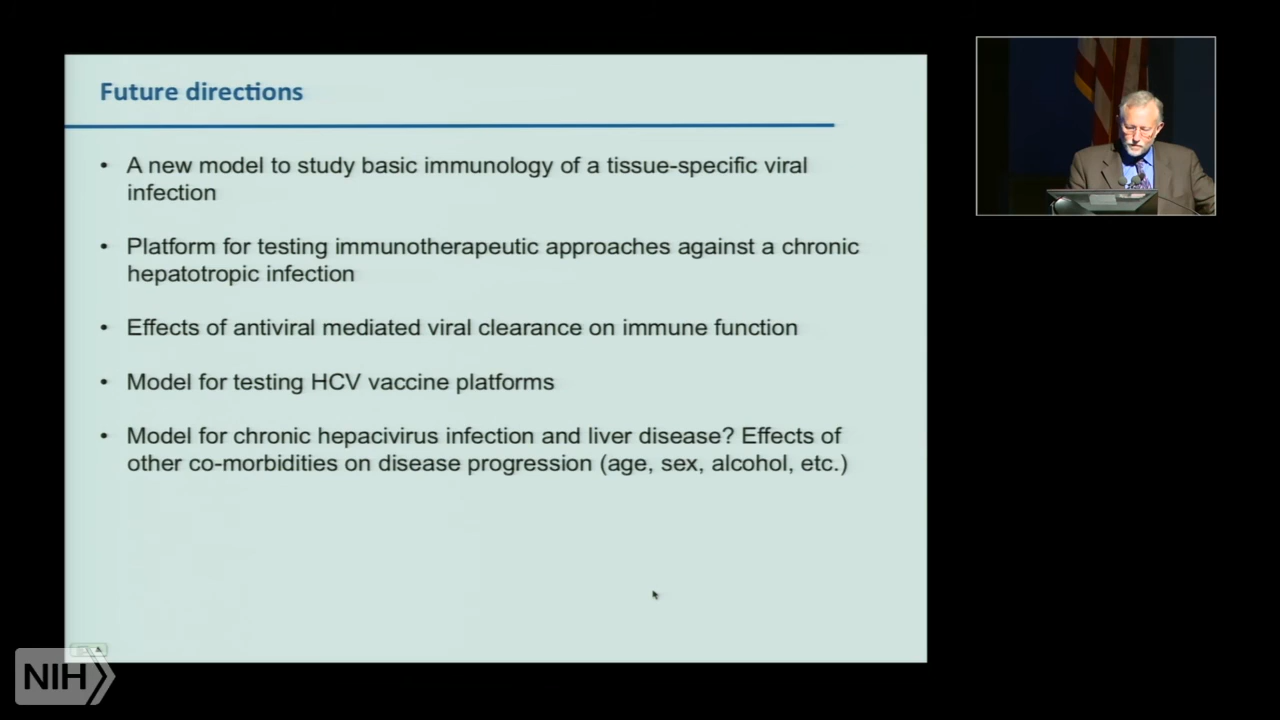 Future directions
• A new model to study basic immunology of a tissue-specific viral
infection
• Platform for testing immunotherapeutic approaches against a chronic
hepatotropic infection
• Effects of antiviral mediated viral clearance on immune function
• Model for testing HCV vaccine platforms
• Model for chronic hepacivirus infection and liver disease? Effects of
other co-morbidities on disease progression (age, sex, alcohol, etc.)
NIH